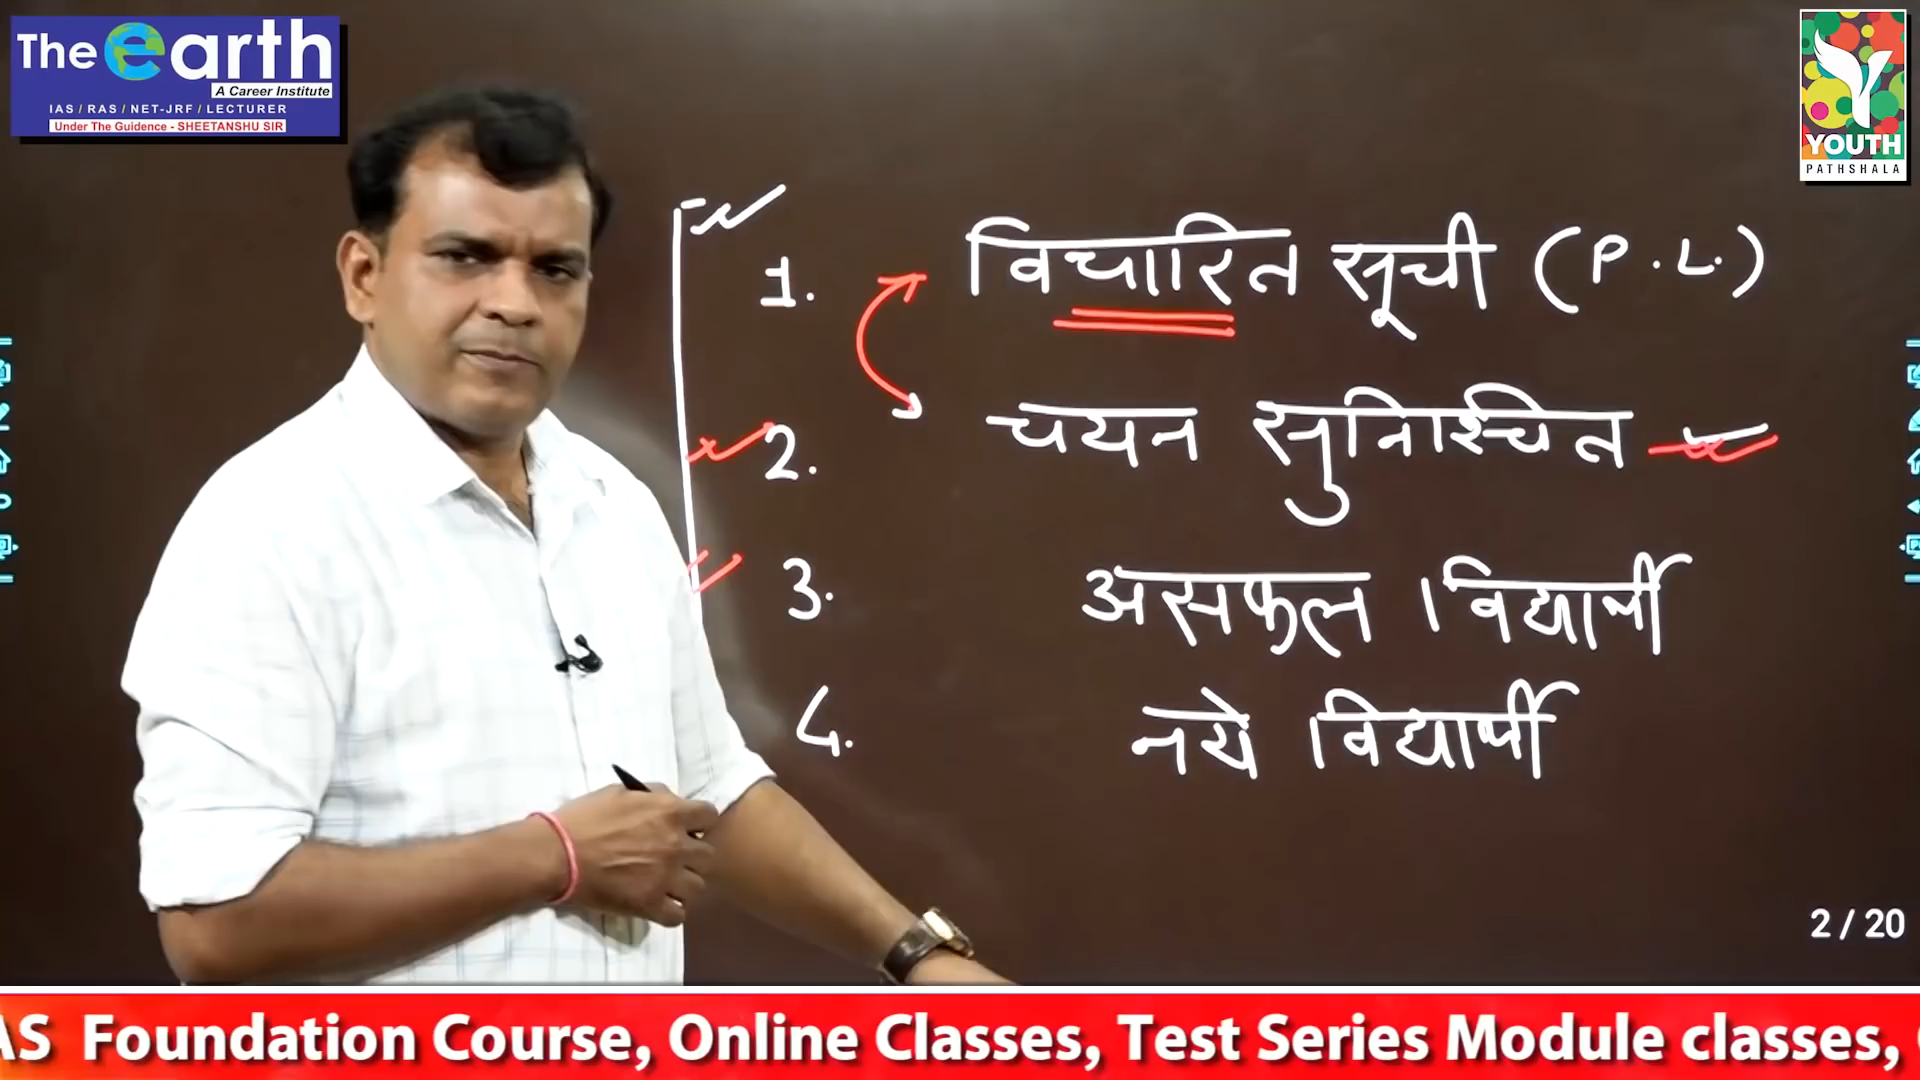 The earth
A Career Institute
IAS / RAS / NET-JRF / LECTURER
Under The Guidence - SHEETANSHU SIR
YOUTH
PATHSHALA
1. विचारित सूची (P.L.)
2. चयन सुनिश्चित
3. असफल विद्यार्थी
4. नये विद्यार्थी
2 / 20
AS Foundation Course, Online Classes, Test Series Module classes,